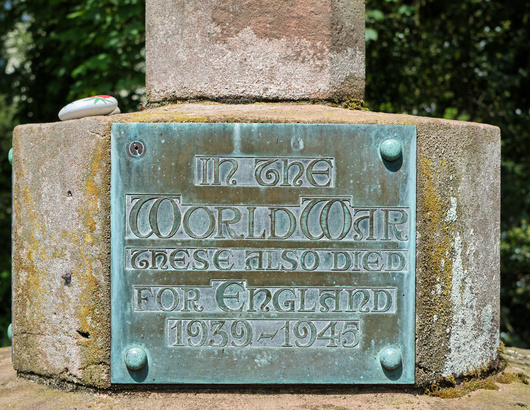 IN THE
WORLD WAR
THESE ALSO DIED
FOR ENGLAND
1939-1945